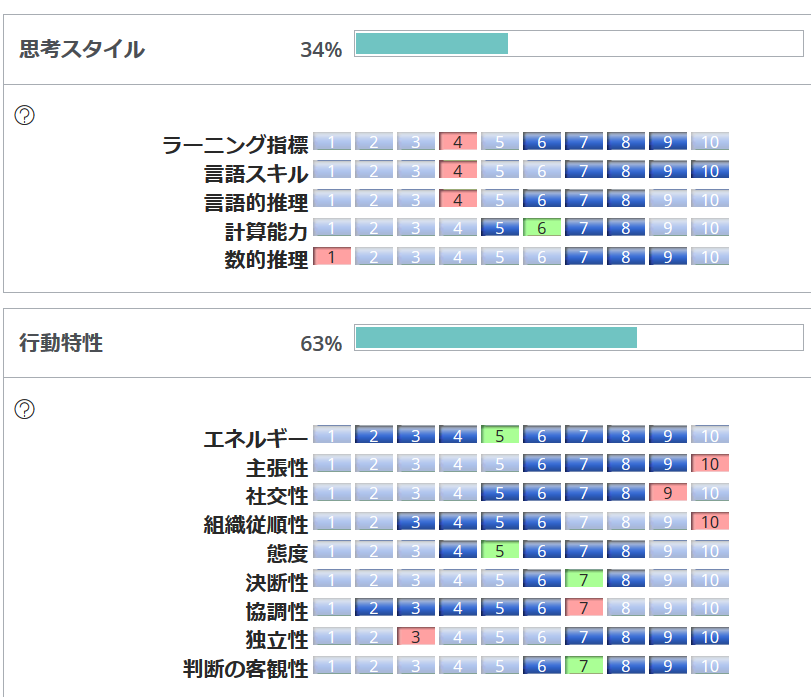 思考スタイル 34%
?
ラーニング指標 1 2 3 4 5 6 7 8 9 10
言語スキル 1 2 3 4 5 6 7 8 9 10
言語的推理 1 2 3 4 5 6 7 8 9 10
計算能力 1 2 3 4 5 6 7 8 9 10
数的推理 1 2 3 4 5 6 7 8 9 10
行動特性 63%
?
エネルギー 1 2 3 4 5 6 7 8 9 10
主張性 1 2 3 4 5 6 7 8 9 10
社交性 1 2 3 4 5 6 7 8 9 10
組織従順性 1 2 3 4 5 6 7 8 9 10
態度 1 2 3 4 5 6 7 8 9 10
決断性 1 2 3 4 5 6 7 8 9 10
協調性 1 2 3 4 5 6 7 8 9 10
独立性 1 2 3 4 5 6 7 8 9 10
判断の客観性 1 2 3 4 5 6 7 8 9 10